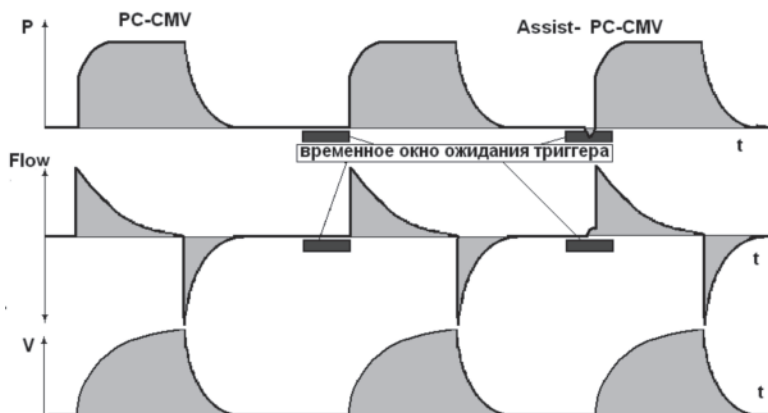 P
PC-CMV
Assist- PC-CMV
временное окно ожидания триггера
t
Flow
t
V
t